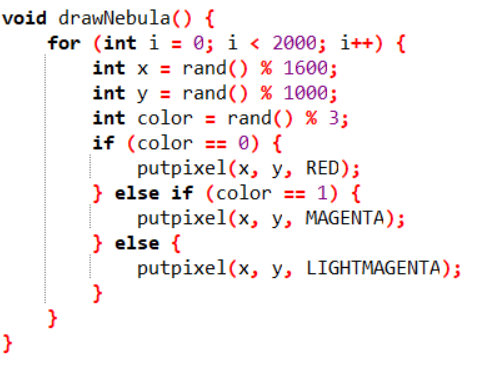 void drawNebula() {
    for (int i = 0; i < 2000; i++) {
        int x = rand() % 1600;
        int y = rand() % 1000;
        int color = rand() % 3;
        if (color == 0) {
            putpixel(x, y, RED);
        } else if (color == 1) {
            putpixel(x, y, MAGENTA);
        } else {
            putpixel(x, y, LIGHTMAGENTA);
        }
    }
}